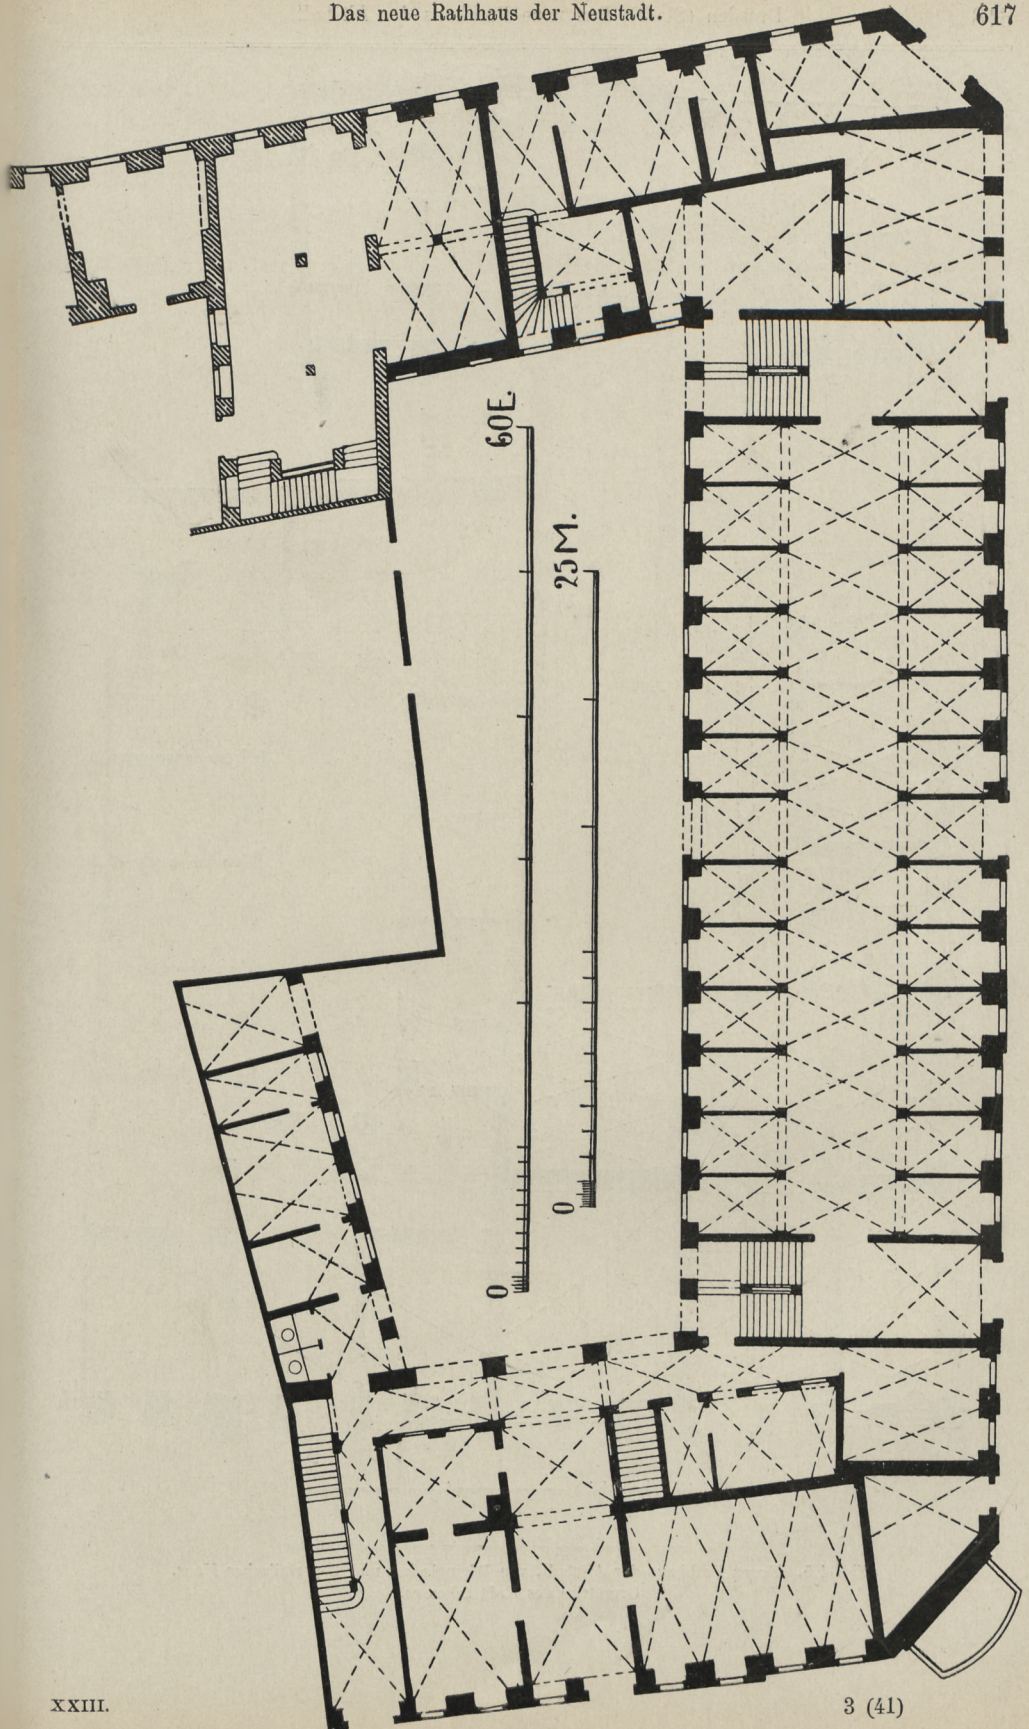 Das neue Rathhaus der Neustadt.
617
60E.
25M.
0
0
XXIII.
3 (41)